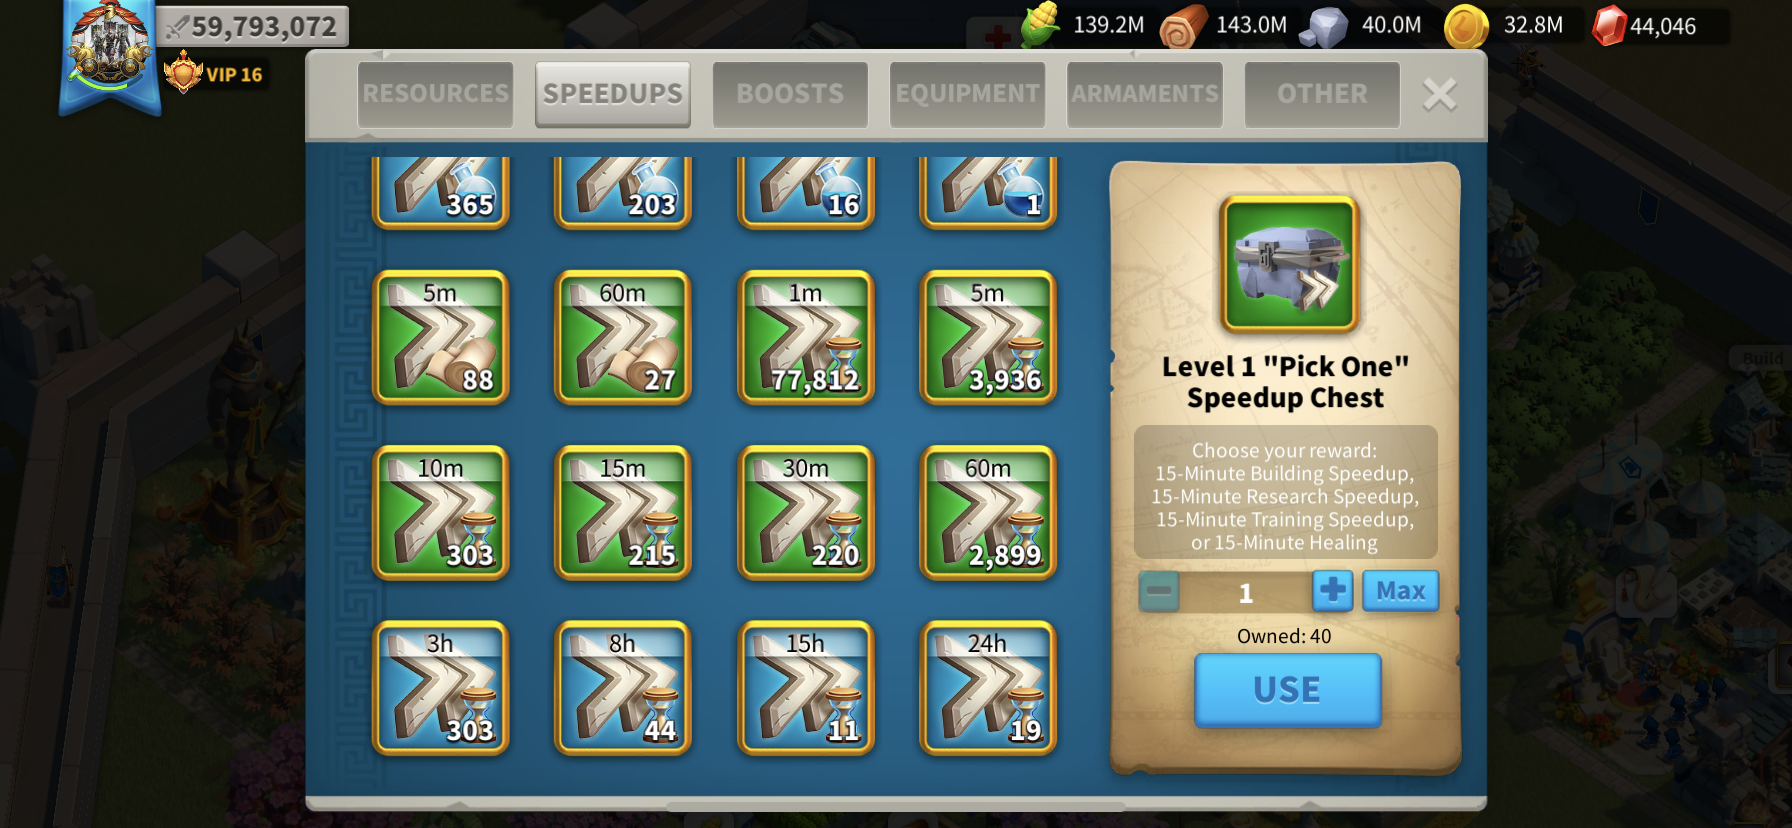 59,793,072
139.2M
143.0M
40.0M
32.8M
44,046
VIP 16
RESOURCES
SPEEDUPS
BOOSTS
EQUIPMENT
ARMAMENTS
OTHER
365
203
16
1
5m
88
60m
27
1m
77,812
5m
3,936
10m
303
15m
215
30m
220
60m
2,899
3h
303
8h
44
15h
11
24h
19
Level 1 "Pick One"
Speedup Chest
Choose your reward:
15-Minute Building Speedup,
15-Minute Research Speedup,
15-Minute Training Speedup,
or 15-Minute Healing
1
Max
Owned: 40
USE
Build